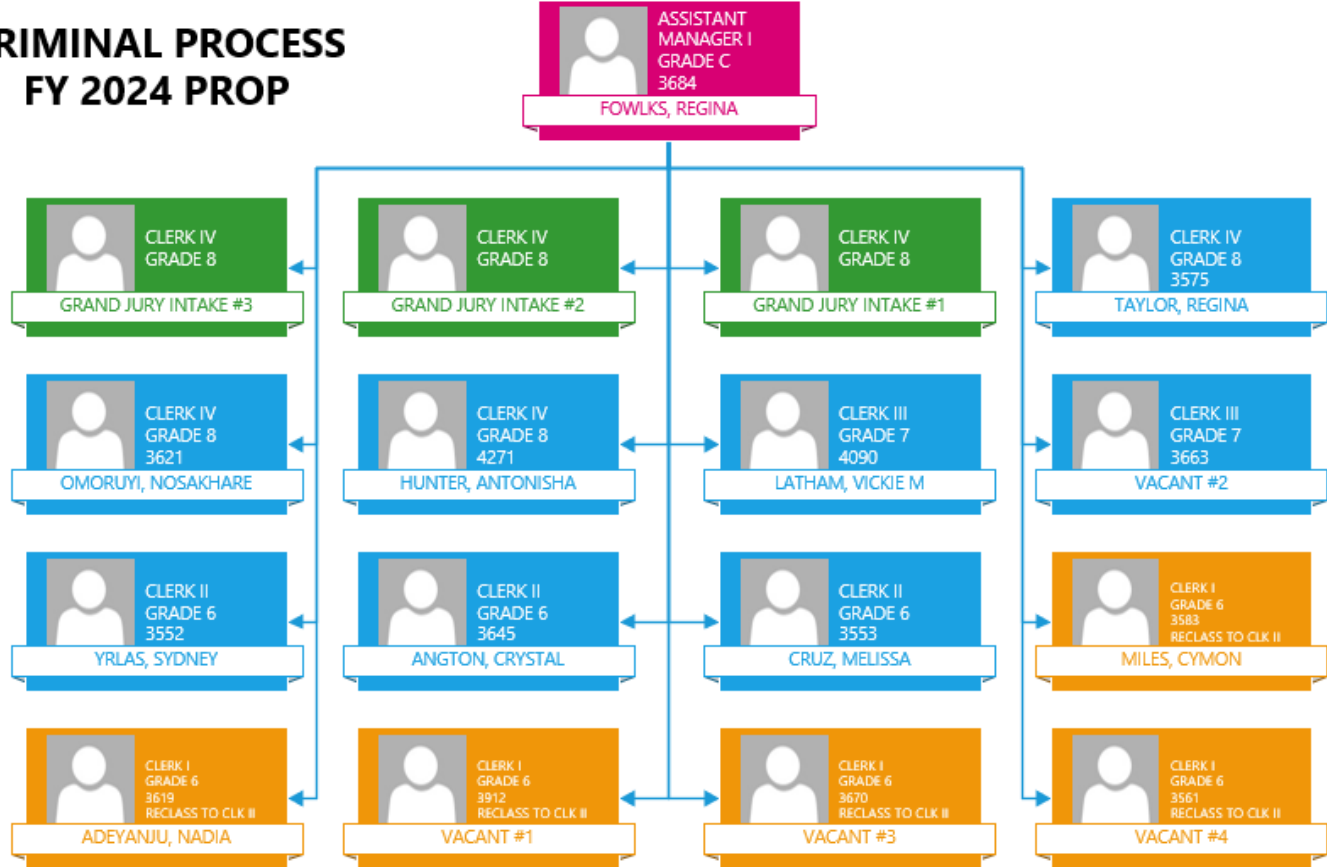 RIMINAL PROCESS
FY 2024 PROP
ASSISTANT
MANAGER I
GRADE C
3684
FOWLKS, REGINA
CLERK IV
GRADE 8
GRAND JURY INTAKE #3
CLERK IV
GRADE 8
GRAND JURY INTAKE #2
CLERK IV
GRADE 8
GRAND JURY INTAKE #1
CLERK IV
GRADE 8
3575
TAYLOR, REGINA
CLERK IV
GRADE 8
3621
OMORUYI, NOSAKHARE
CLERK IV
GRADE 8
4271
HUNTER, ANTONISHA
CLERK III
GRADE 7
4090
LATHAM, VICKIE M
CLERK III
GRADE 7
3663
VACANT #2
CLERK II
GRADE 6
3552
YRLAS, SYDNEY
CLERK II
GRADE 6
3645
ANGTON, CRYSTAL
CLERK II
GRADE 6
3553
CRUZ, MELISSA
CLERK I
GRADE 6
3583
RECLASS TO CLK II
MILES, CYMON
CLERK I
GRADE 6
3619
RECLASS TO CLK II
ADEYANJU, NADIA
CLERK I
GRADE 6
3912
RECLASS TO CLK II
VACANT #1
CLERK I
GRADE 6
3670
RECLASS TO CLK II
VACANT #3
CLERK I
GRADE 6
3561
RECLASS TO CLK II
VACANT #4